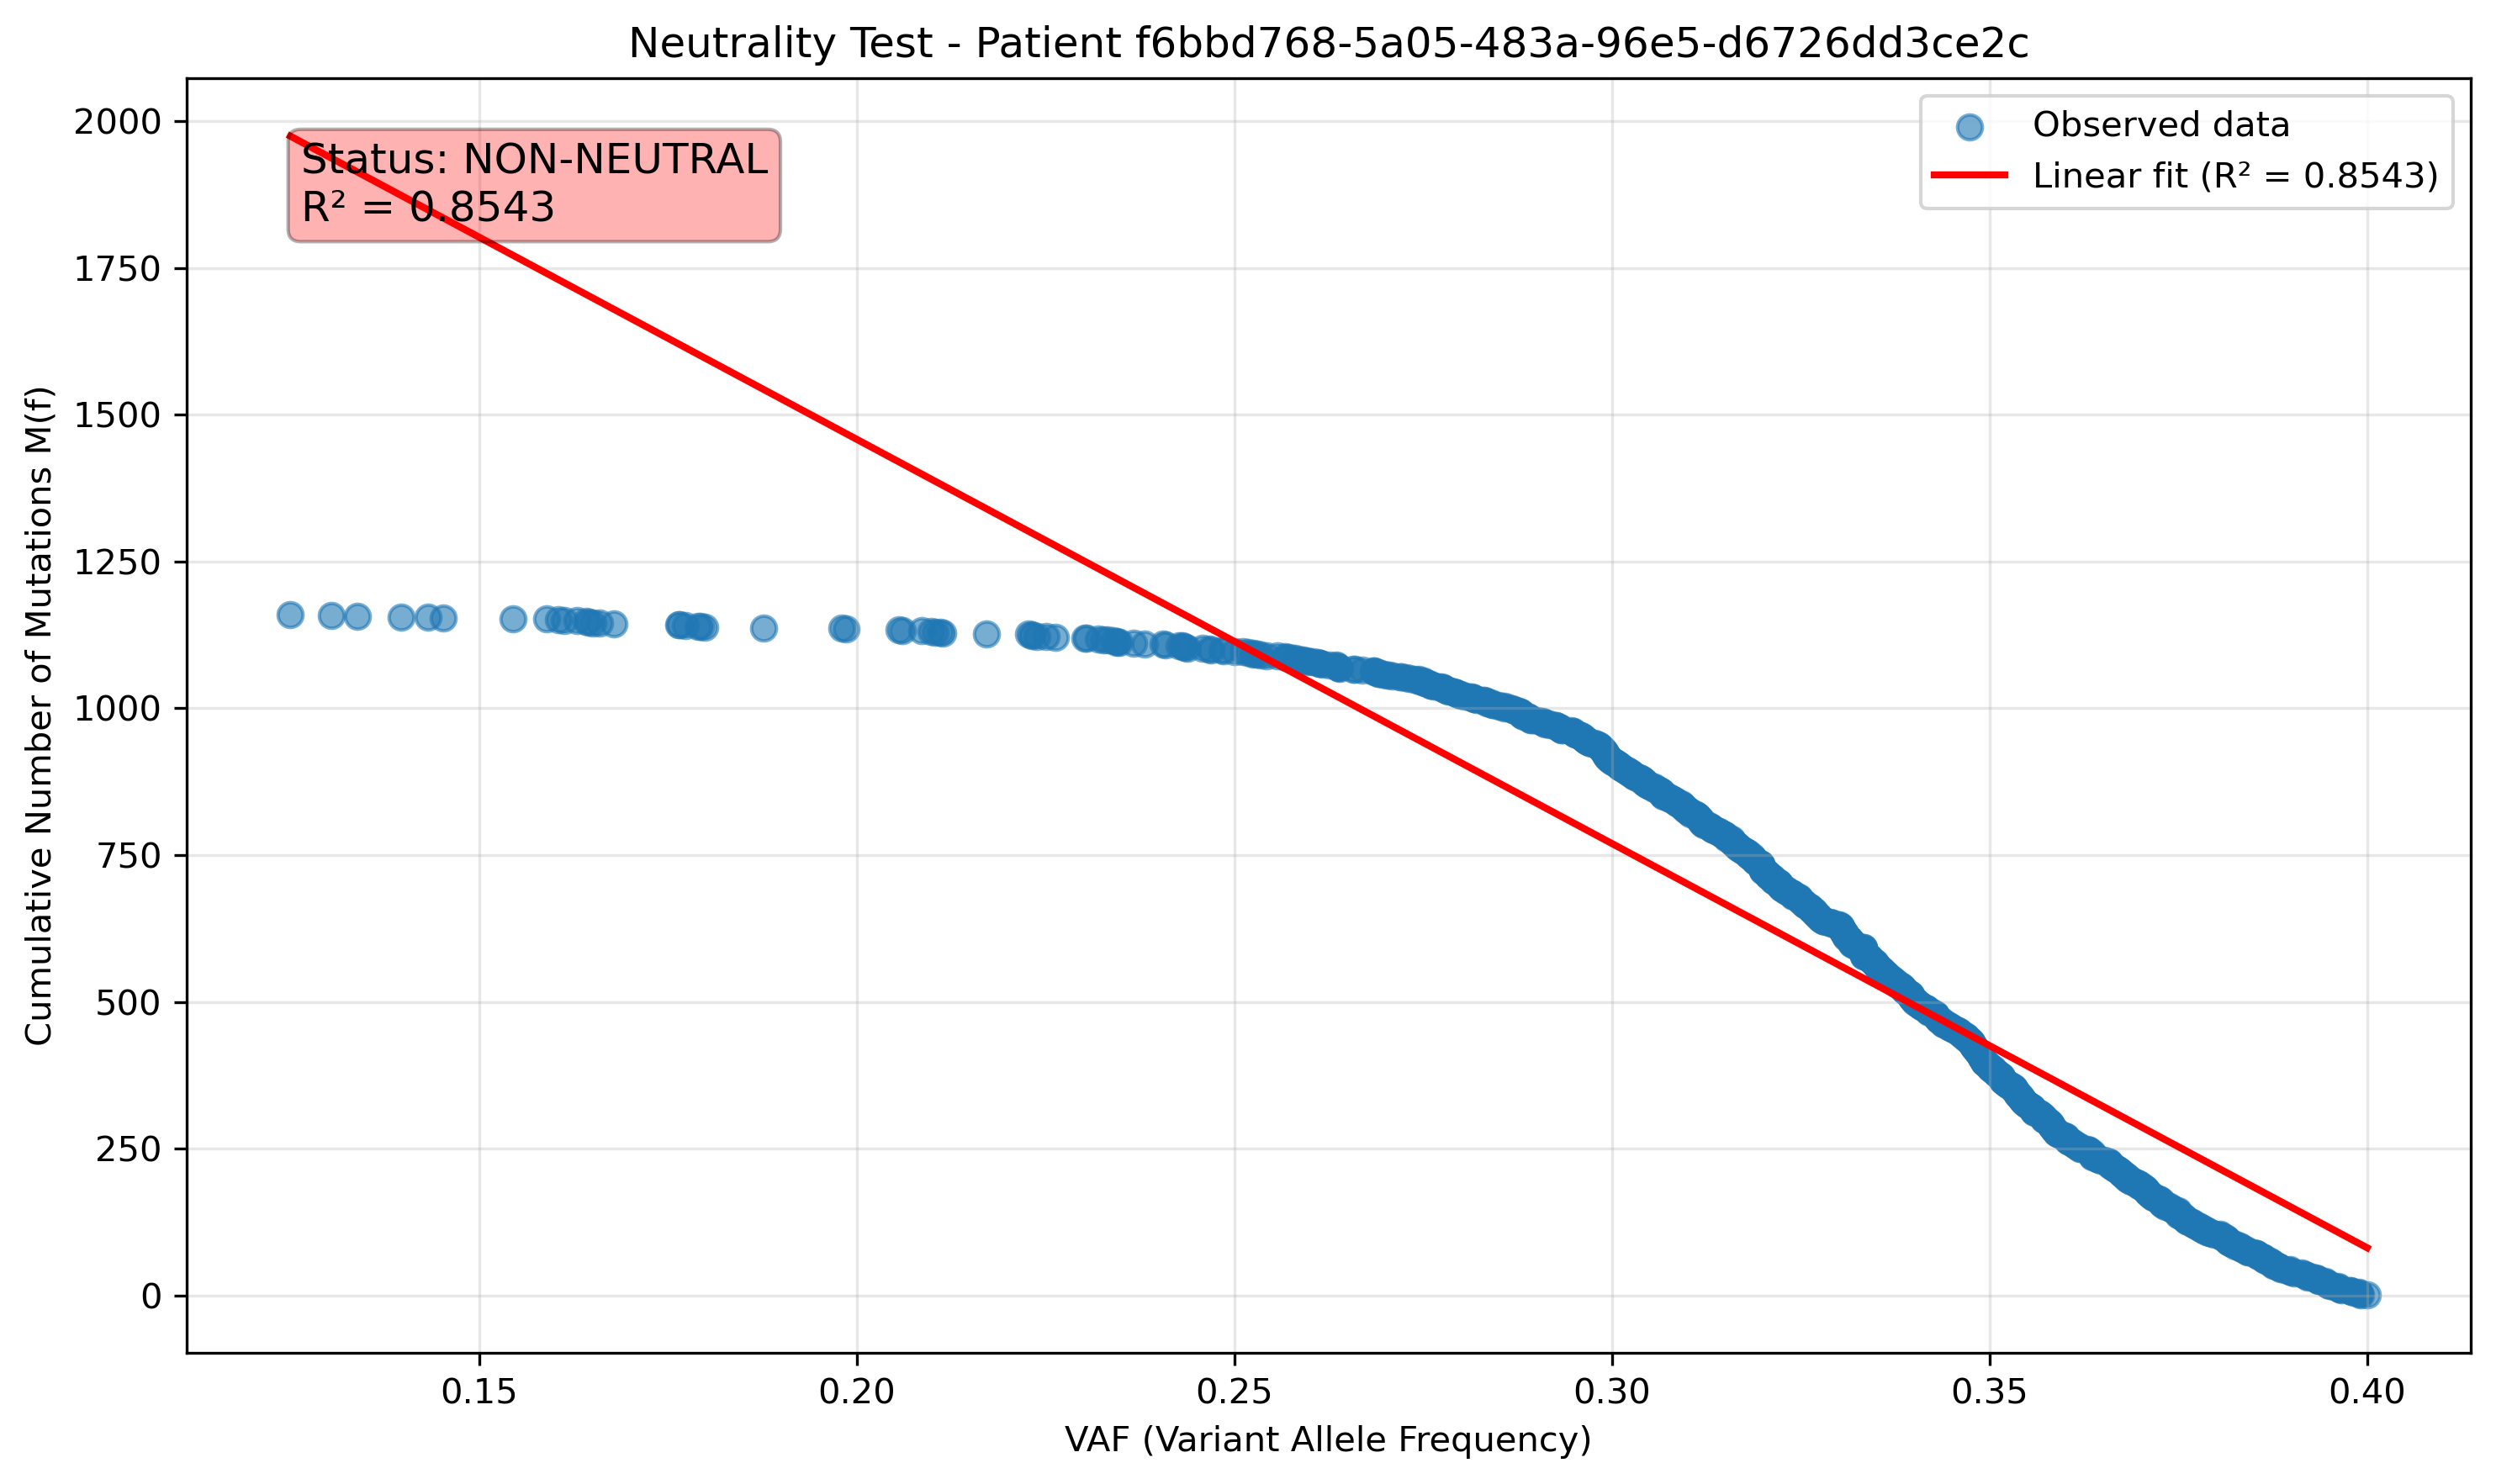 Neutrality Test - Patient f6bbd768-5a05-483a-96e5-d6726dd3ce2c
Status: NON-NEUTRAL
R² = 0.8543
Observed data
Linear fit (R² = 0.8543)
Cumulative Number of Mutations M(f)
2000
1750
1500
1250
1000
750
500
250
0
0.15
0.20
0.25
0.30
0.35
0.40
VAF (Variant Allele Frequency)